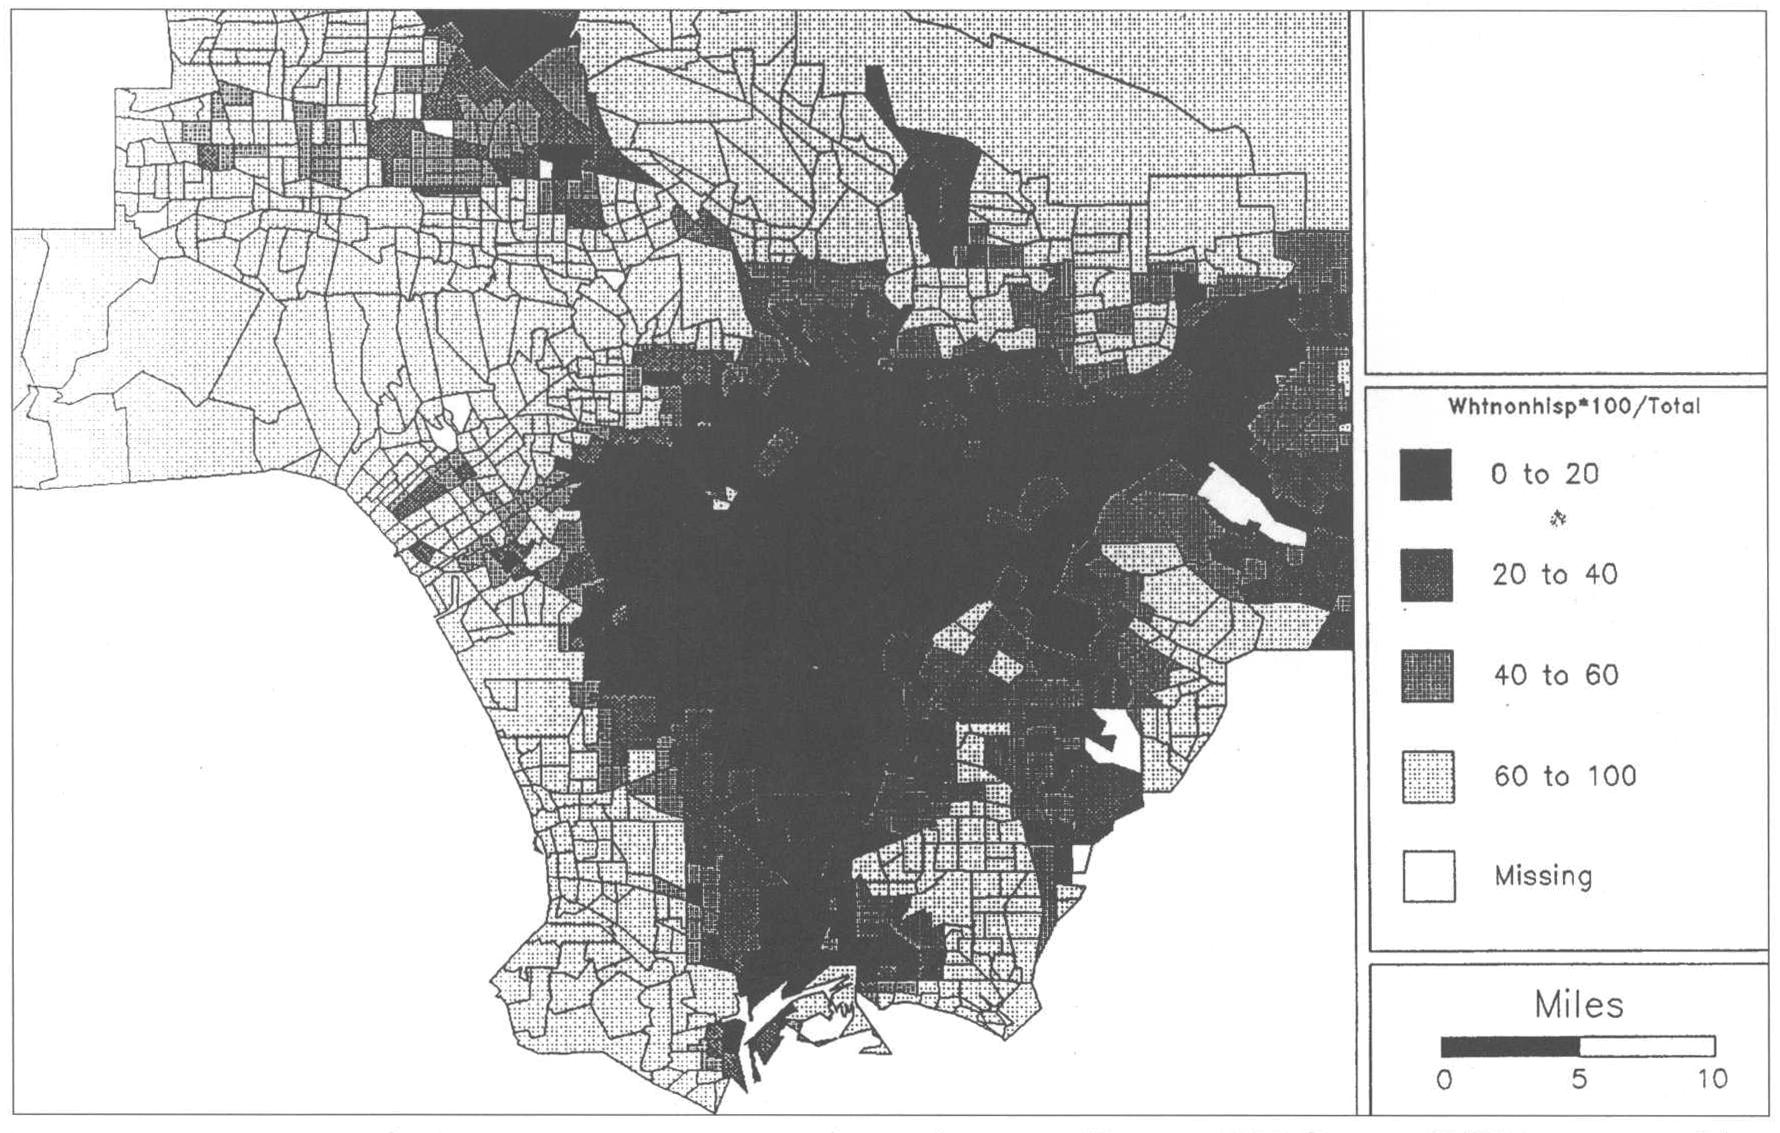 Whtnonhisp*100/Total
0 to 20
20 to 40
40 to 60
60 to 100
Missing
Miles
0 5 10